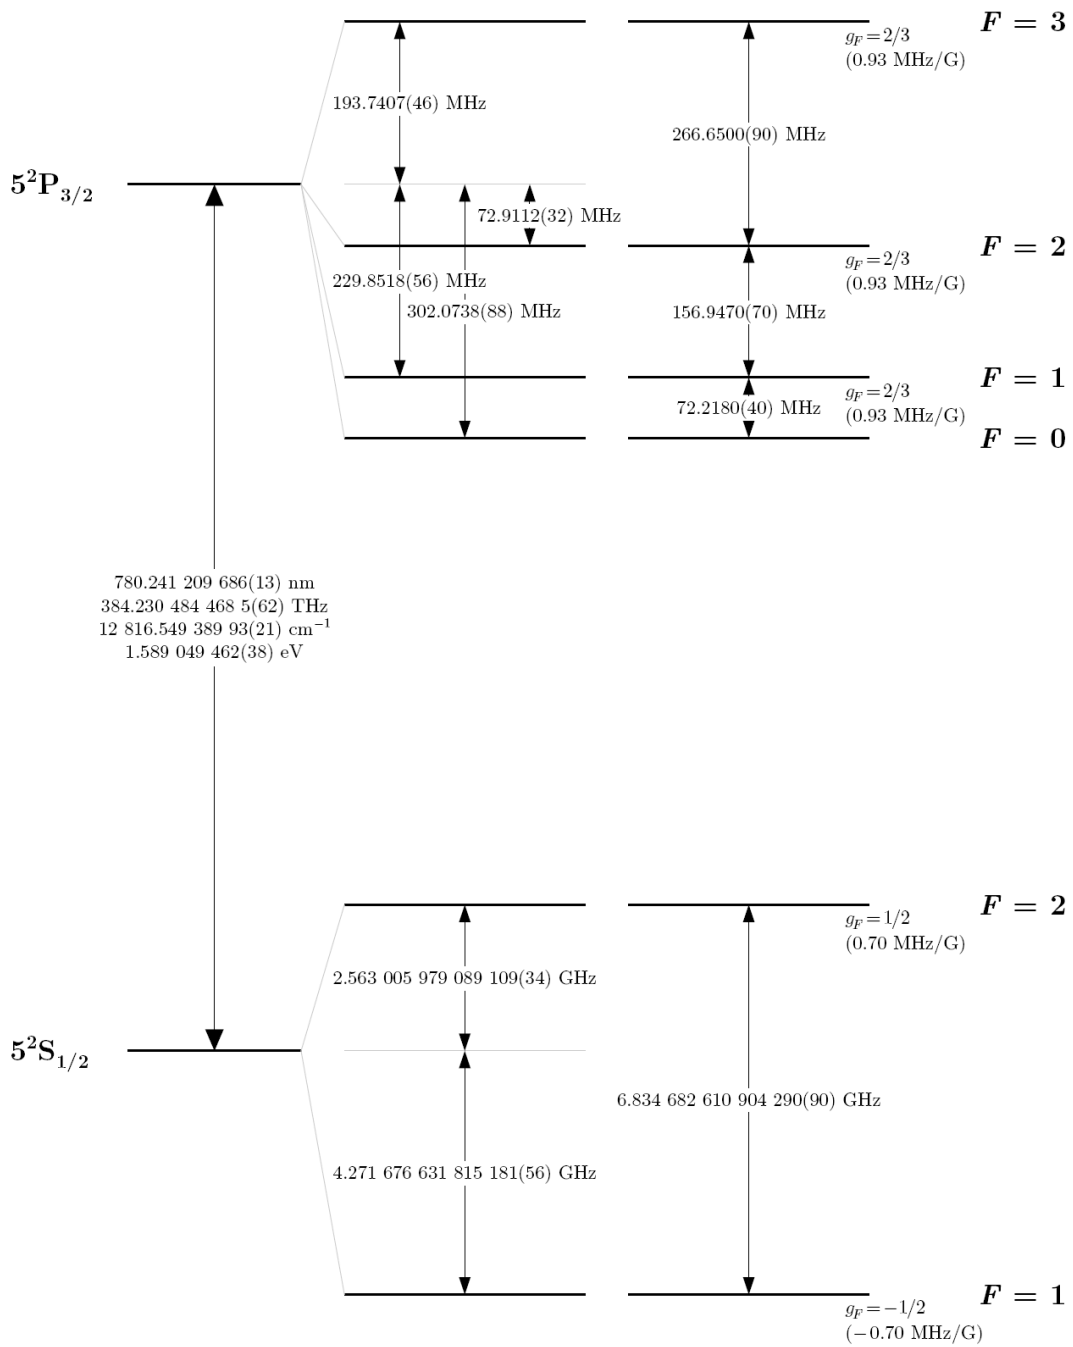 F = 3
g_F = 2/3
(0.93 MHz/G)
193.7407(46) MHz
266.6500(90) MHz
5²P₃/₂
72.9112(32) MHz
F = 2
g_F = 2/3
(0.93 MHz/G)
229.8518(56) MHz
302.0738(88) MHz
156.9470(70) MHz
F = 1
g_F = 2/3
(0.93 MHz/G)
72.2180(40) MHz
F = 0
780.241 209 686(13) nm
384.230 484 468 5(62) THz
12 816.549 389 93(21) cm⁻¹
1.589 049 462(38) eV
F = 2
g_F = 1/2
(0.70 MHz/G)
2.563 005 979 089 109(34) GHz
5²S₁/₂
6.834 682 610 904 290(90) GHz
4.271 676 631 815 181(56) GHz
F = 1
g_F = −1/2
(−0.70 MHz/G)